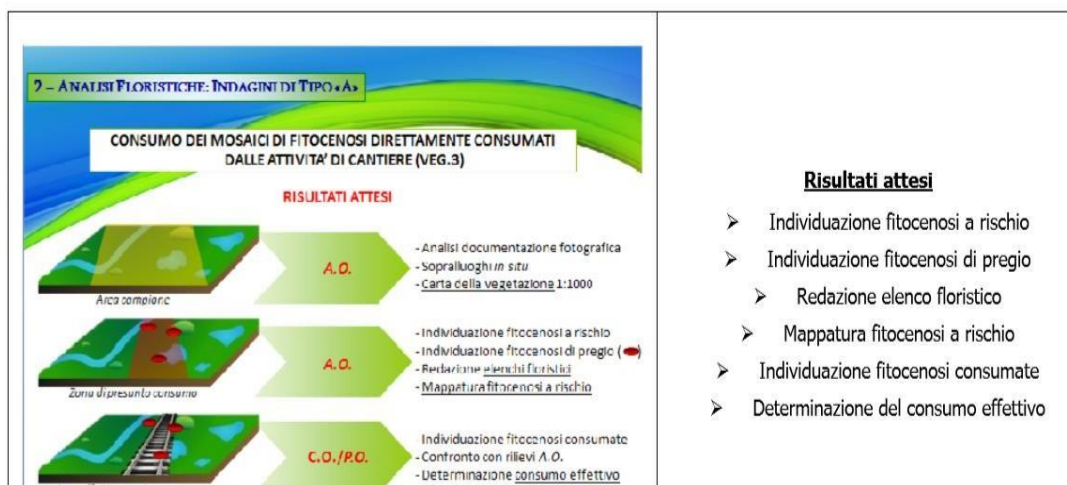 2 – ANALISI FLORISTICHE: INDAGINI DI TIPO «A»
CONSUMO DEI MOSAICI DI FITOCENOSI DIRETTAMENTE CONSUMATI
DALLE ATTIVITA' DI CANTIERE (VEG.3)
RISULTATI ATTESI
Area campione
A.O.
- Analisi documentazione fotografica
- Sopralluoghi in situ
- Carta della vegetazione 1:1000
Zona di presunto consumo
A.O.
- Individuazione fitocenosi a rischio
- Individuazione fitocenosi di pregio ( )
- Redazione elenchi floristici
- Mappatura fitocenosi a rischio
C.O./P.O.
Individuazione fitocenosi consumate
- Confronto con rilievi A.O.
- Determinazione consumo effettivo
Risultati attesi
➢ Individuazione fitocenosi a rischio
➢ Individuazione fitocenosi di pregio
➢ Redazione elenco floristico
➢ Mappatura fitocenosi a rischio
➢ Individuazione fitocenosi consumate
➢ Determinazione del consumo effettivo